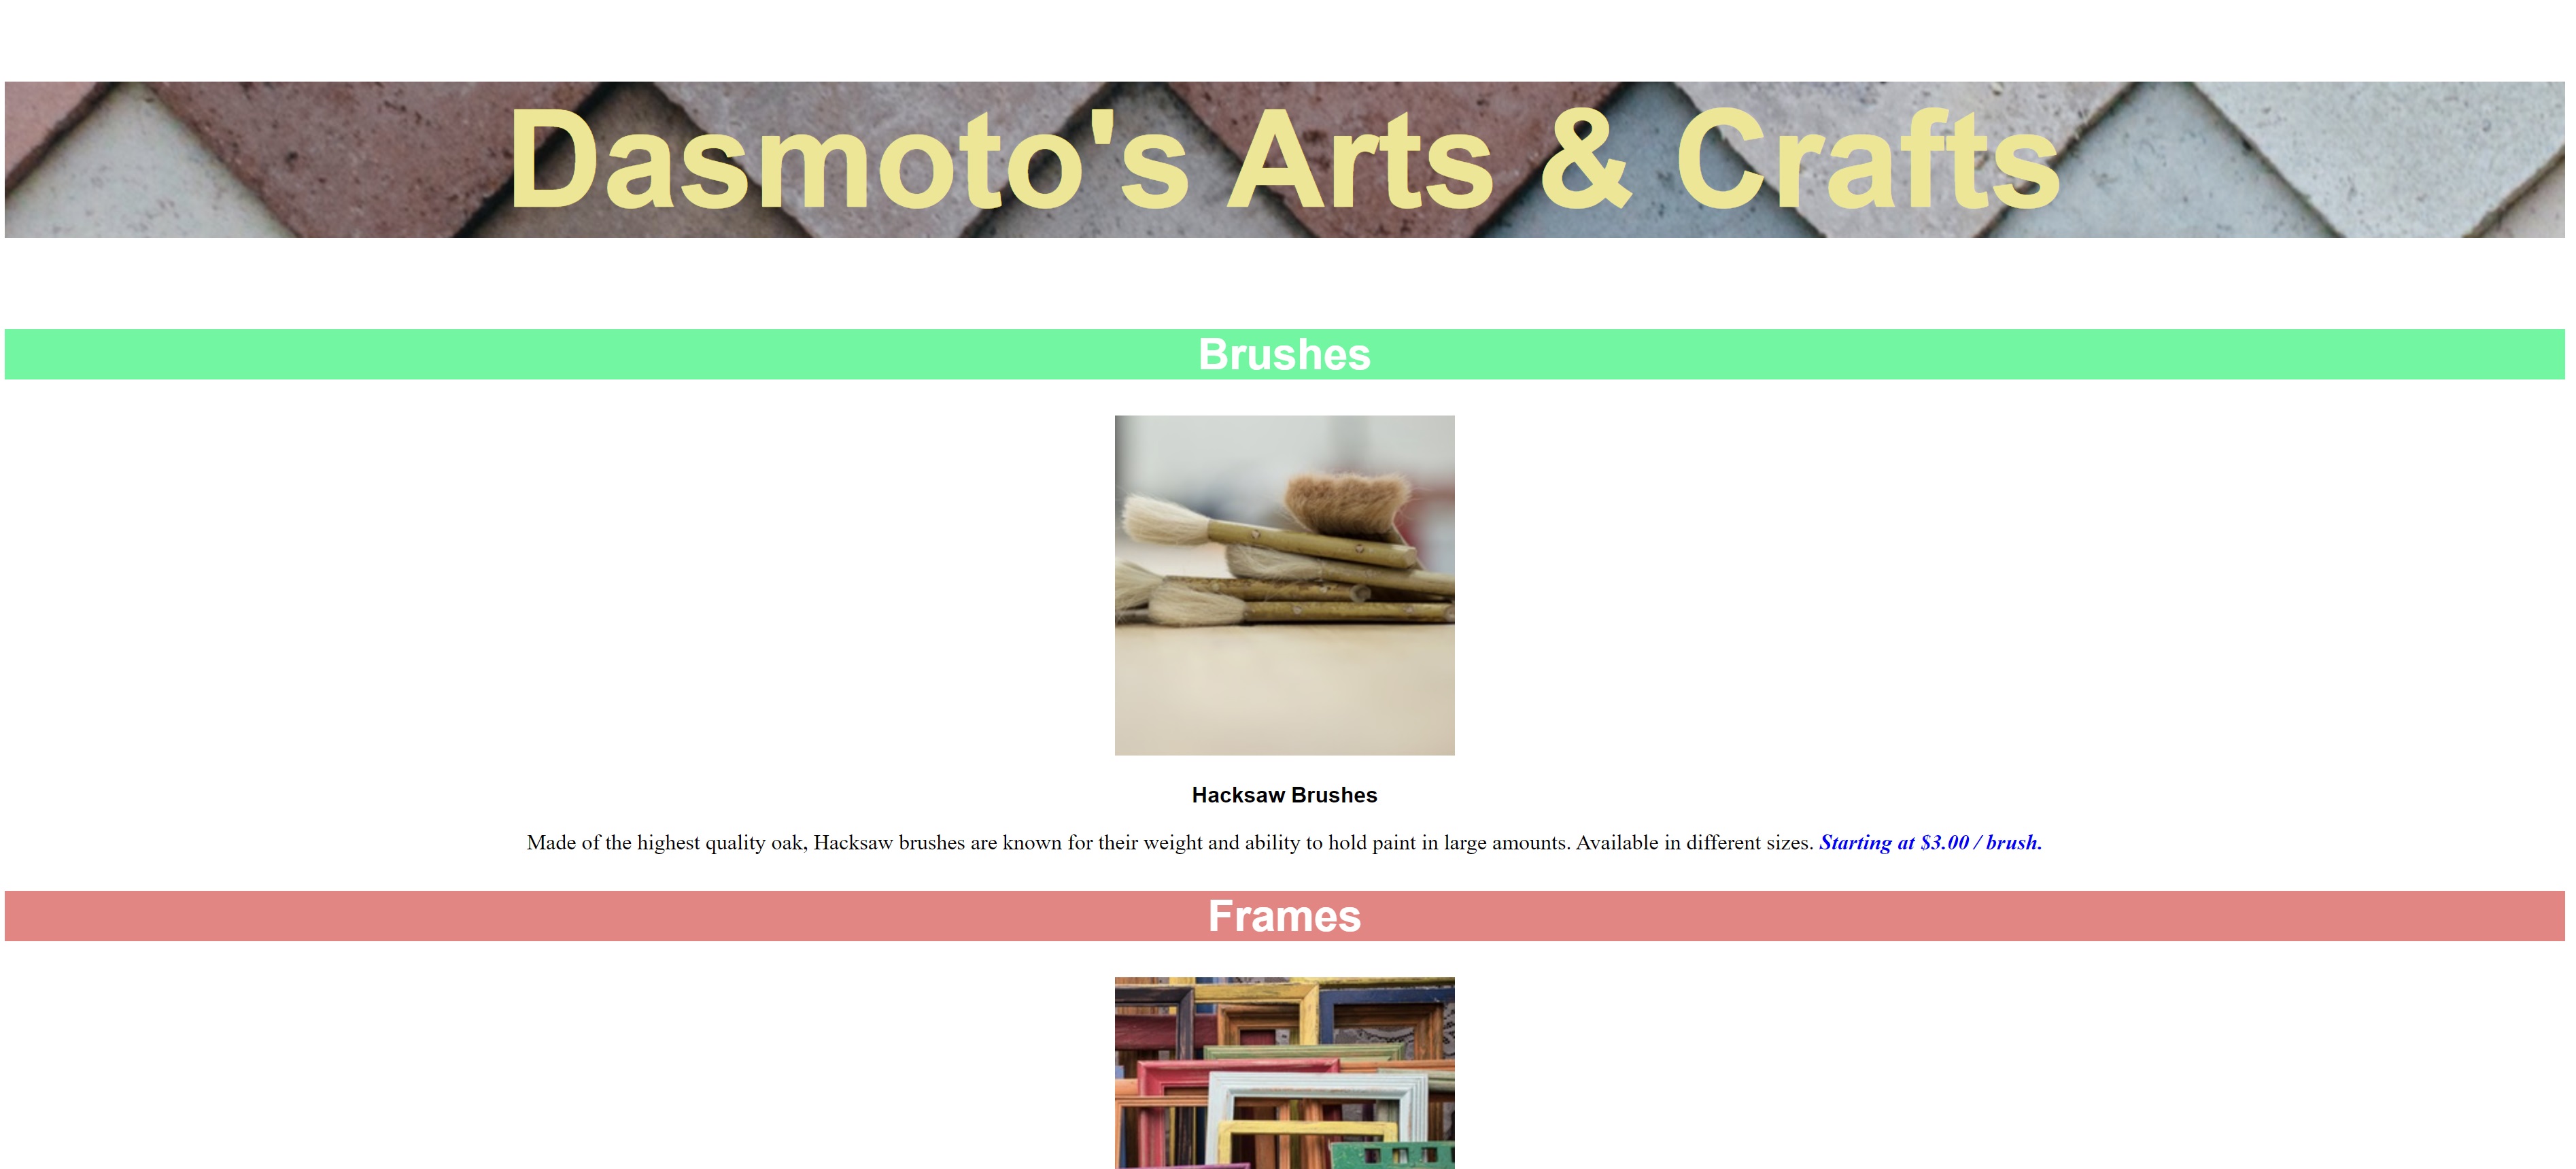 Dasmoto's Arts & Crafts
Brushes
Hacksaw Brushes
Made of the highest quality oak, Hacksaw brushes are known for their weight and ability to hold paint in large amounts. Available in different sizes. Starting at $3.00 / brush.
Frames